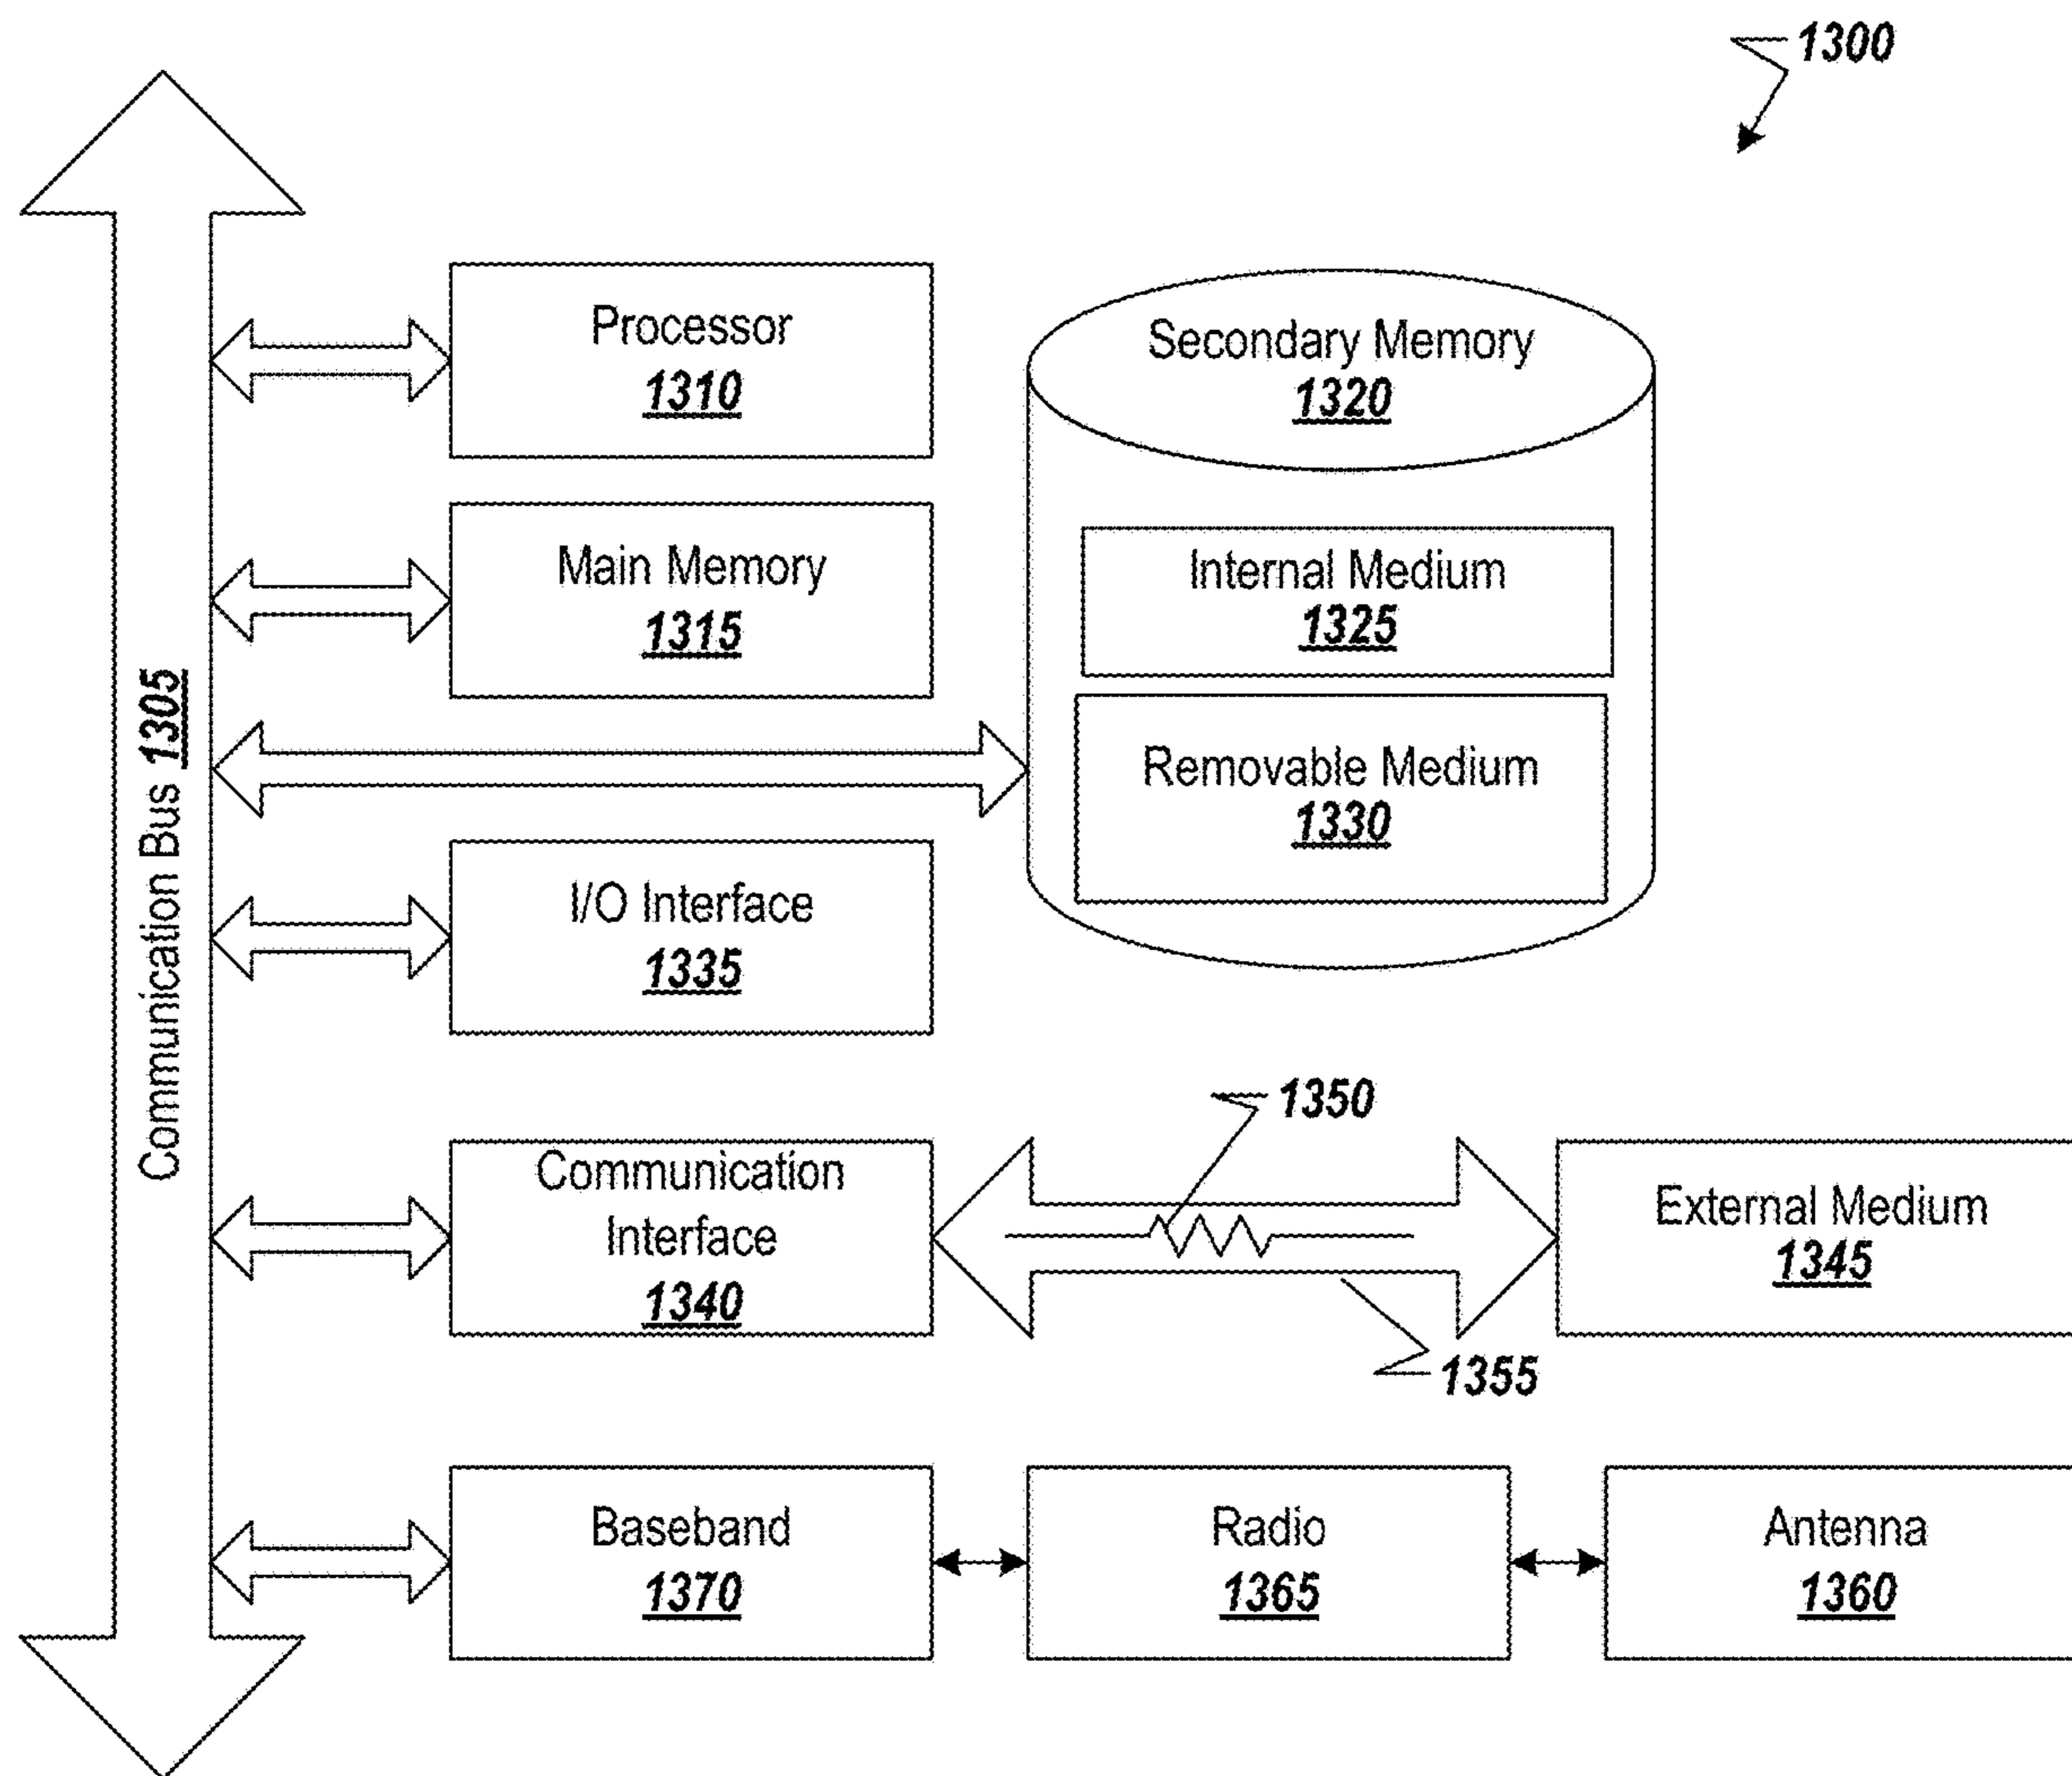 1300
Processor
1310
Secondary Memory
1320
Main Memory
1315
Internal Medium
1325
Removable Medium
1330
Communication Bus 1305
I/O Interface
1335
Communication
Interface
1340
1350
1355
External Medium
1345
Baseband
1370
Radio
1365
Antenna
1360